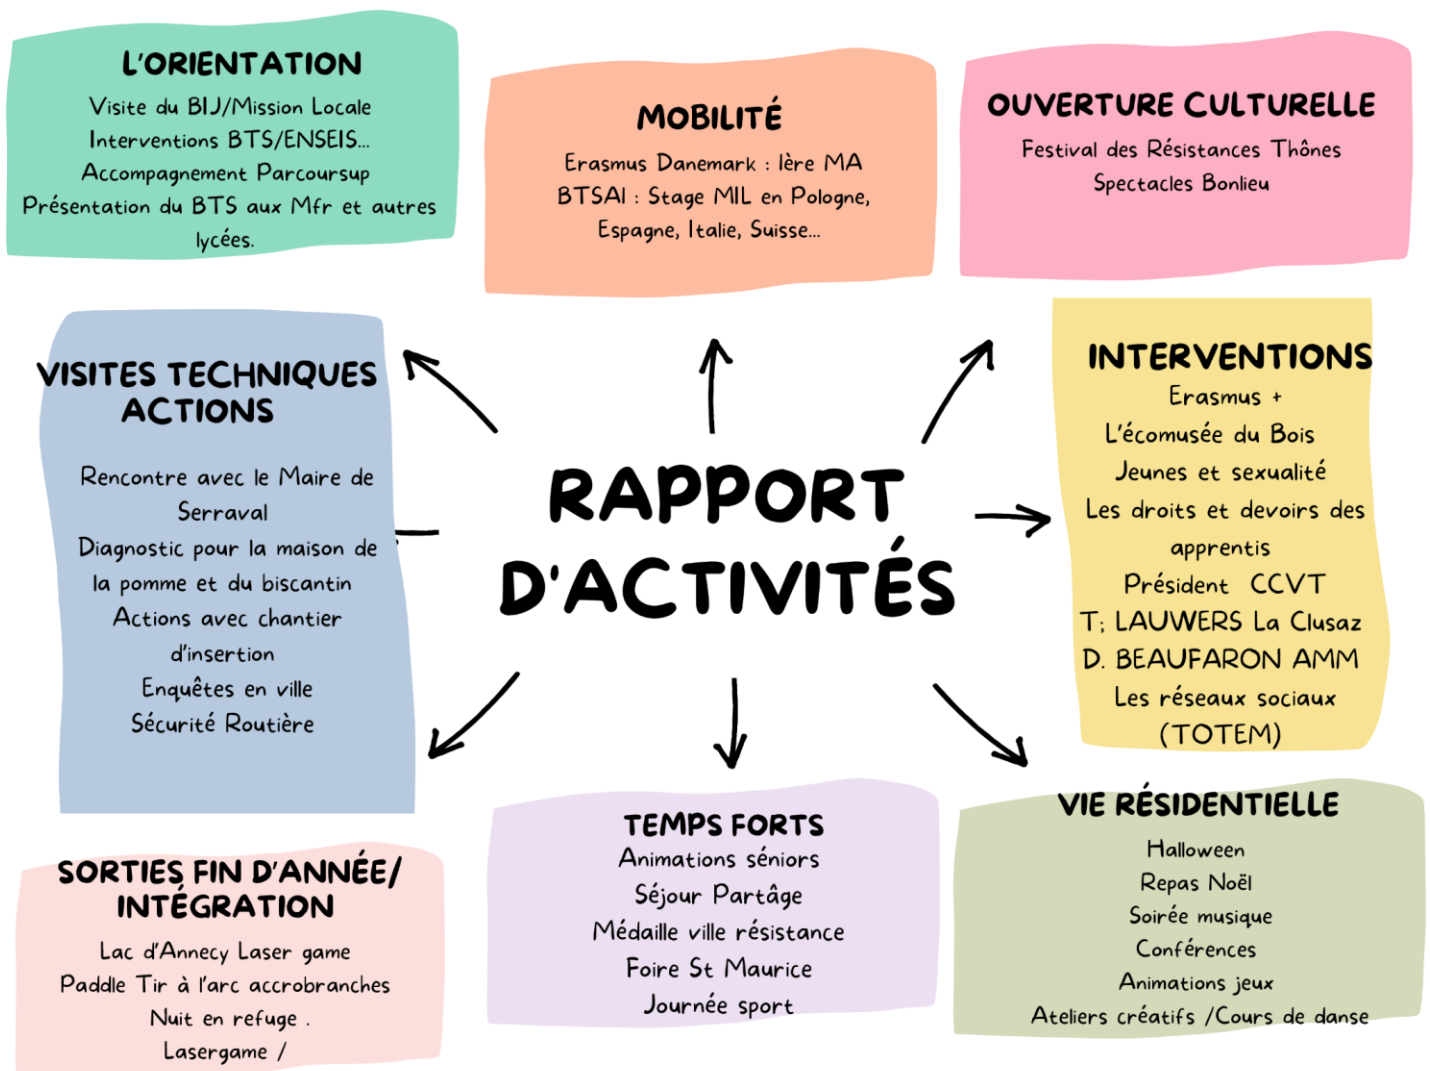 L'ORIENTATION
Visite du BIJ/Mission Locale
Interventions BTS/ENSEIS...
Accompagnement Parcoursup
Présentation du BTS aux Mfr et autres
lycées.
MOBILITÉ
Erasmus Danemark : 1ère MA
BTSA1 : Stage MIL en Pologne,
Espagne, Italie, Suisse...
OUVERTURE CULTURELLE
Festival des Résistances Thônes
Spectacles Bonlieu
VISITES TECHNIQUES
ACTIONS
Rencontre avec le Maire de
Serraval
Diagnostic pour la maison de
la pomme et du biscantin
Actions avec chantier
d'insertion
Enquêtes en ville
Sécurité Routière
RAPPORT
D'ACTIVITÉS
INTERVENTIONS
Erasmus +
L'écomusée du Bois
Jeunes et sexualité
Les droits et devoirs des
apprentis
Président CCVT
T; LAUWERS La Clusaz
D. BEAUFARON AMM
Les réseaux sociaux
(TOTEM)
SORTIES FIN D'ANNÉE/
INTÉGRATION
Lac d'Annecy Laser game
Paddle Tir à l'arc accrobranches
Nuit en refuge .
Lasergame /
TEMPS FORTS
Animations séniors
Séjour Partâge
Médaille ville résistance
Foire St Maurice
Journée sport
VIE RÉSIDENTIELLE
Halloween
Repas Noël
Soirée musique
Conférences
Animations jeux
Ateliers créatifs /Cours de danse